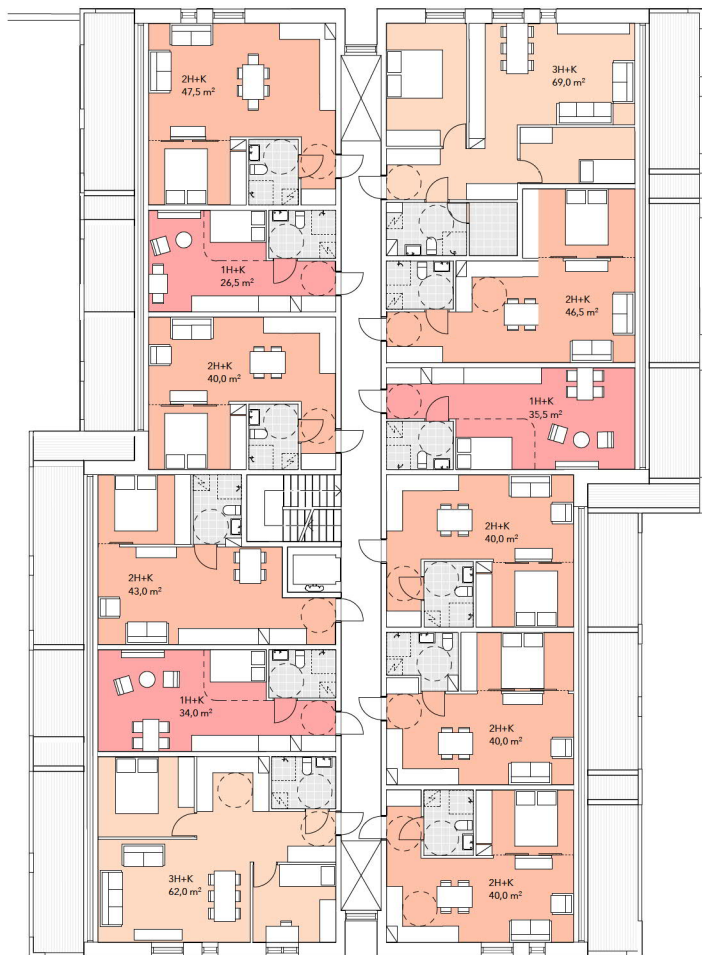 2H+K
47,5 m²
3H+K
69,0 m²
1H+K
26,5 m²
2H+K
46,5 m²
2H+K
40,0 m²
1H+K
35,5 m²
2H+K
40,0 m²
2H+K
43,0 m²
1H+K
34,0 m²
2H+K
40,0 m²
3H+K
62,0 m²
2H+K
40,0 m²